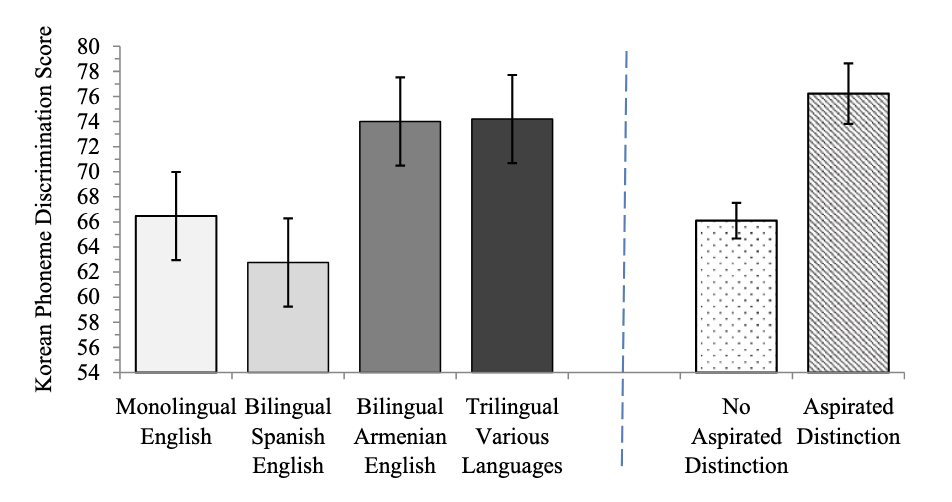 Korean Phoneme Discrimination Score
80
78
76
74
72
70
68
66
64
62
60
58
56
54
Monolingual English
Bilingual Spanish English
Bilingual Armenian English
Trilingual Various Languages
No Aspirated Distinction
Aspirated Distinction